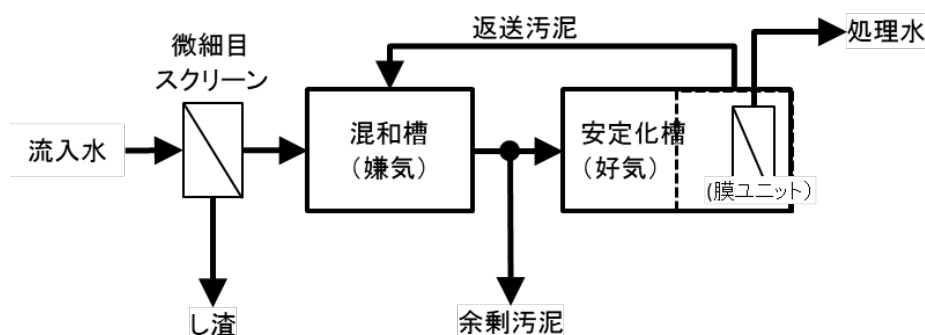 返送汚泥
処理水
微細目
スクリーン
流入水
混和槽
（嫌気）
安定化槽
（好気）
(膜ユニット）
し渣
余剰汚泥